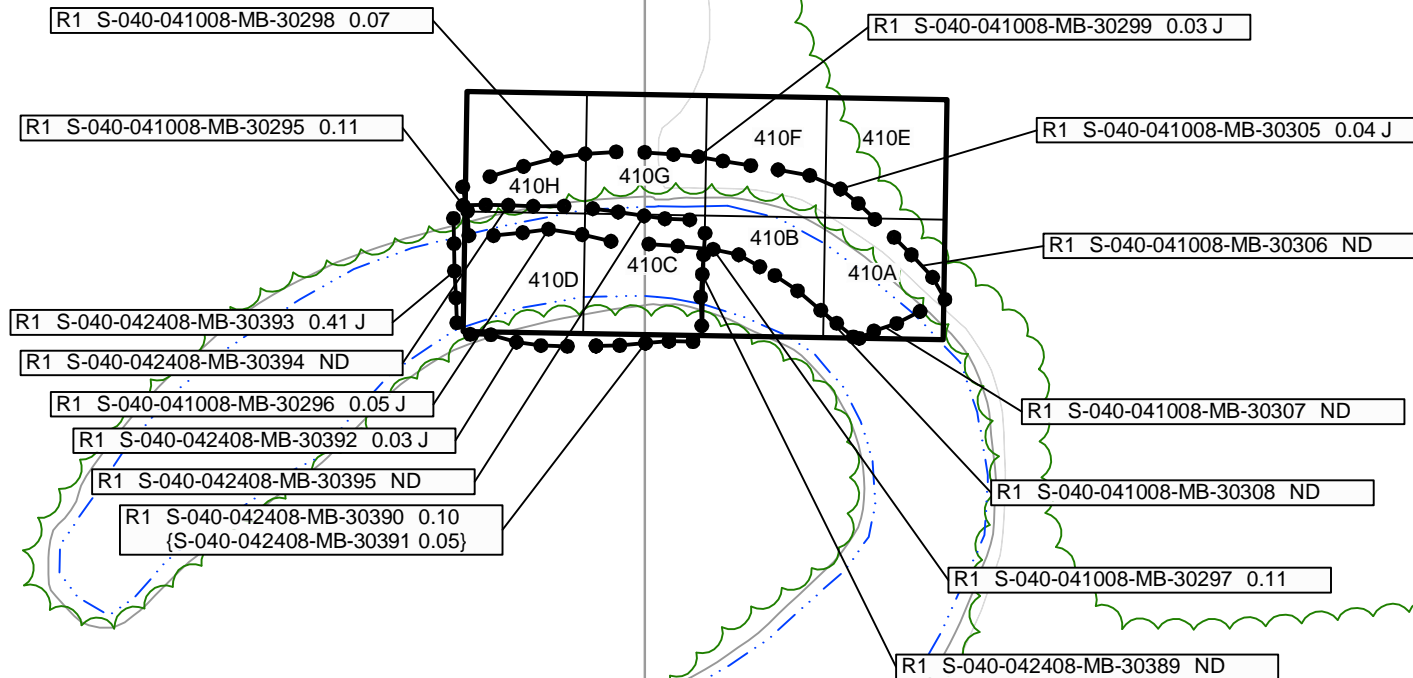 R1 S-040-041008-MB-30298 0.07
R1 S-040-041008-MB-30299 0.03 J
R1 S-040-041008-MB-30295 0.11
R1 S-040-041008-MB-30305 0.04 J
410F
410E
410G
410H
410B
410C
410A
410D
R1 S-040-041008-MB-30306 ND
R1 S-040-042408-MB-30393 0.41 J
R1 S-040-042408-MB-30394 ND
R1 S-040-041008-MB-30296 0.05 J
R1 S-040-041008-MB-30307 ND
R1 S-040-042408-MB-30392 0.03 J
R1 S-040-042408-MB-30395 ND
R1 S-040-041008-MB-30308 ND
R1 S-040-042408-MB-30390 0.10
{S-040-042408-MB-30391 0.05}
R1 S-040-041008-MB-30297 0.11
R1 S-040-042408-MB-30389 ND